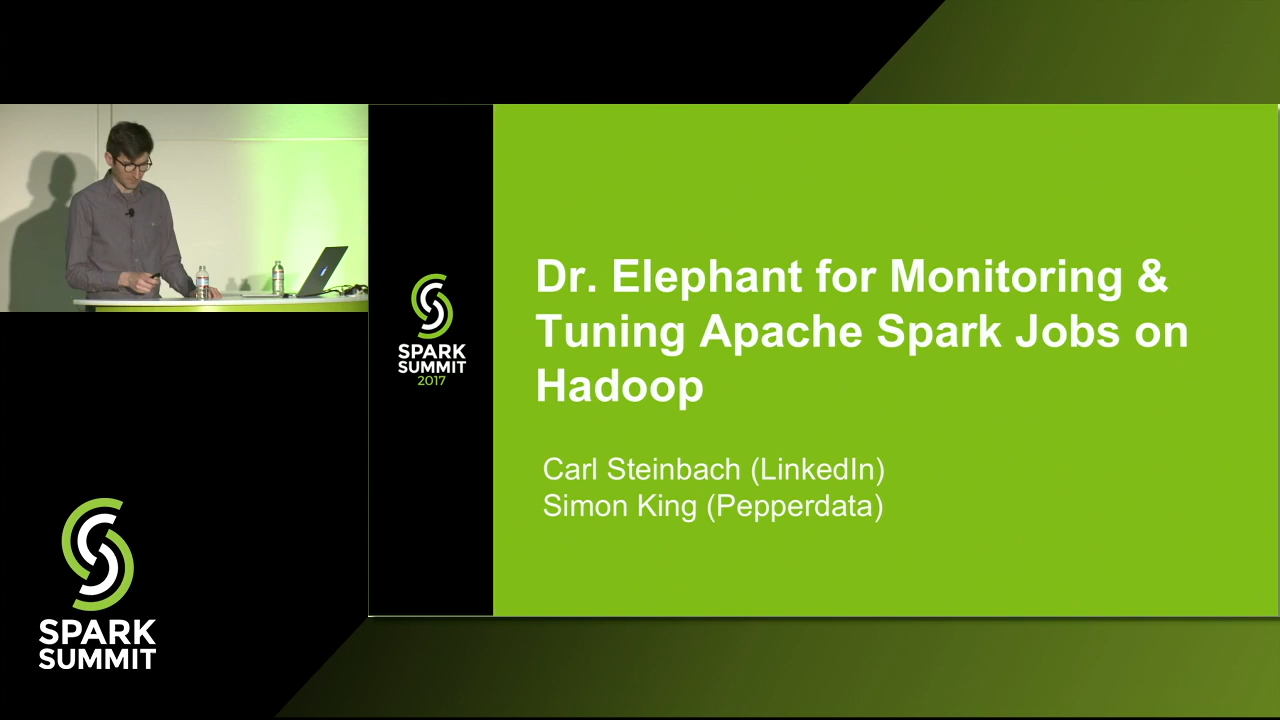 SPARK
SUMMIT
2017
Dr. Elephant for Monitoring &
Tuning Apache Spark Jobs on
Hadoop
Carl Steinbach (LinkedIn)
Simon King (Pepperdata)
SPARK
SUMMIT